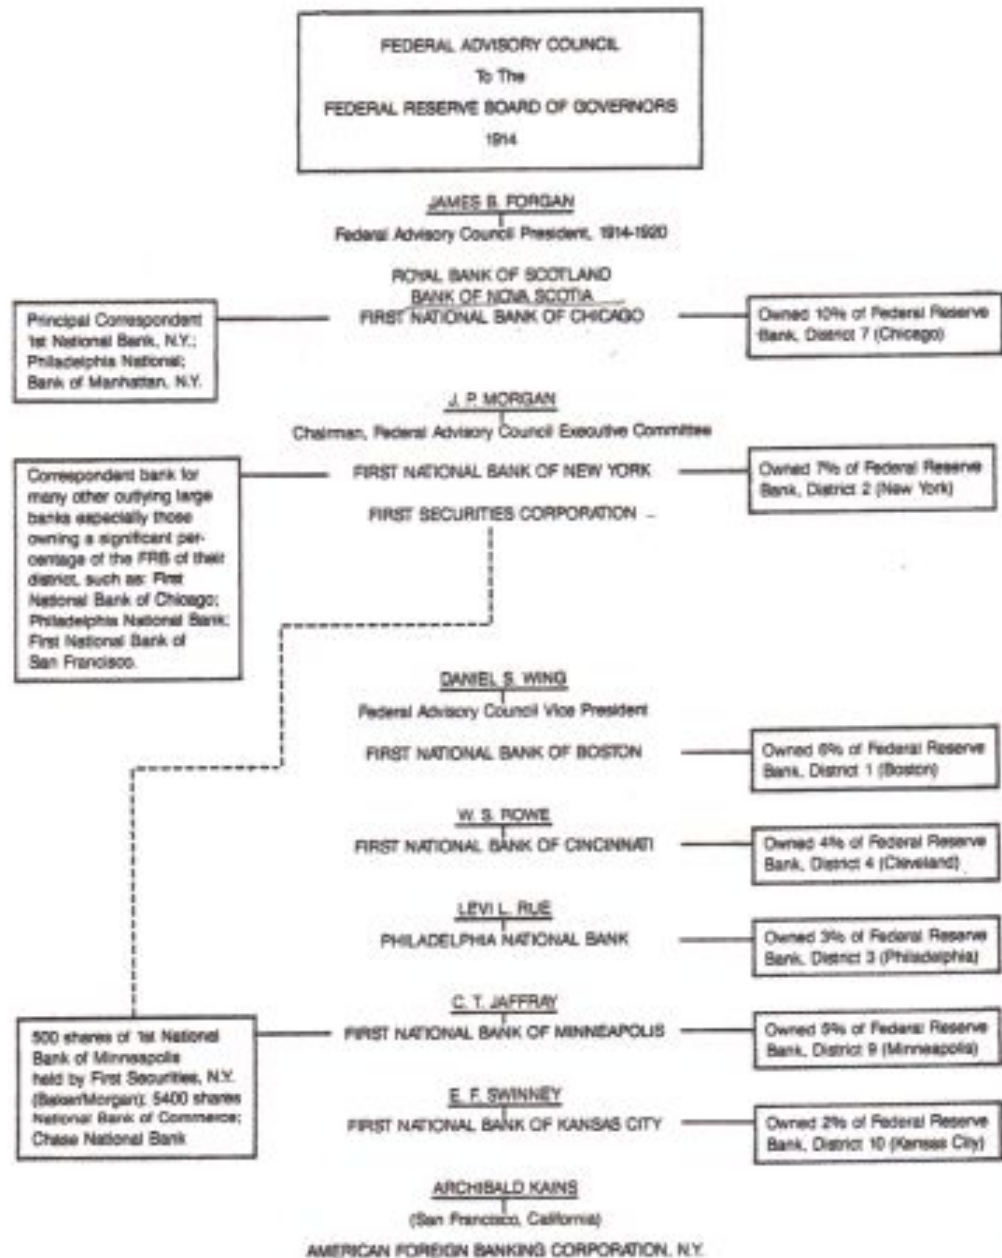 FEDERAL ADVISORY COUNCIL
To The
FEDERAL RESERVE BOARD OF GOVERNORS
1914
JAMES B. FORGAN
Federal Advisory Council President, 1914-1920
ROYAL BANK OF SCOTLAND
BANK OF NOVA SCOTIA
FIRST NATIONAL BANK OF CHICAGO
Principal Correspondent
1st National Bank, N.Y.;
Philadelphia National;
Bank of Manhattan, N.Y.
Owned 10% of Federal Reserve
Bank, District 7 (Chicago)
J. P. MORGAN
Chairman, Federal Advisory Council Executive Committee
FIRST NATIONAL BANK OF NEW YORK
FIRST SECURITIES CORPORATION
Correspondent bank for
many other outlying large
banks especially those
owning a significant per-
centage of the FRB of their
district, such as: First
National Bank of Chicago;
Philadelphia National Bank;
First National Bank of
San Francisco.
Owned 7% of Federal Reserve
Bank, District 2 (New York)
DANIEL S. WING
Federal Advisory Council Vice President
FIRST NATIONAL BANK OF BOSTON
Owned 6% of Federal Reserve
Bank, District 1 (Boston)
W. S. ROWE
FIRST NATIONAL BANK OF CINCINNATI
Owned 4% of Federal Reserve
Bank, District 4 (Cleveland)
LEVI L. RUE
PHILADELPHIA NATIONAL BANK
Owned 3% of Federal Reserve
Bank, District 3 (Philadelphia)
C. T. JAFFRAY
FIRST NATIONAL BANK OF MINNEAPOLIS
500 shares of 1st National
Bank of Minneapolis
held by First Securities, N.Y.
(Baker/Morgan); 5400 shares
National Bank of Commerce;
Chase National Bank
Owned 5% of Federal Reserve
Bank, District 9 (Minneapolis)
E. F. SWINNEY
FIRST NATIONAL BANK OF KANSAS CITY
Owned 2% of Federal Reserve
Bank, District 10 (Kansas City)
ARCHIBALD KAINS
(San Francisco, California)
AMERICAN FOREIGN BANKING CORPORATION, N.Y.